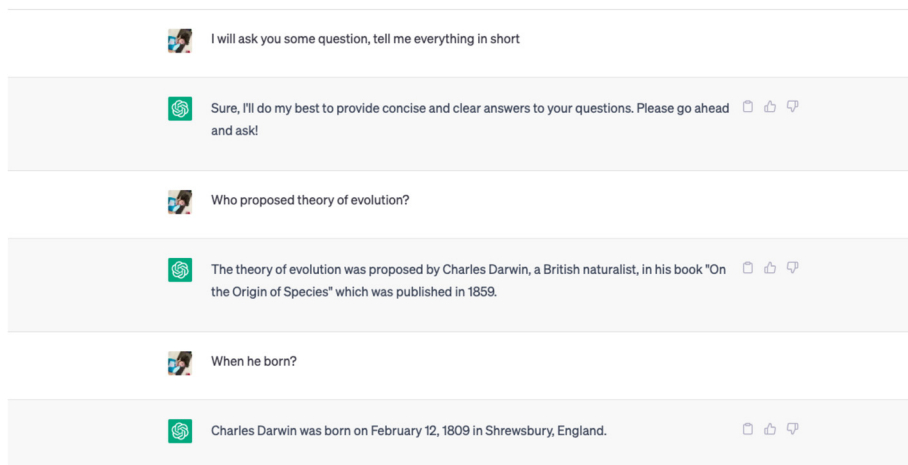 I will ask you some question, tell me everything in short
Sure, I'll do my best to provide concise and clear answers to your questions. Please go ahead
and ask!
Who proposed theory of evolution?
The theory of evolution was proposed by Charles Darwin, a British naturalist, in his book "On
the Origin of Species" which was published in 1859.
When he born?
Charles Darwin was born on February 12, 1809 in Shrewsbury, England.